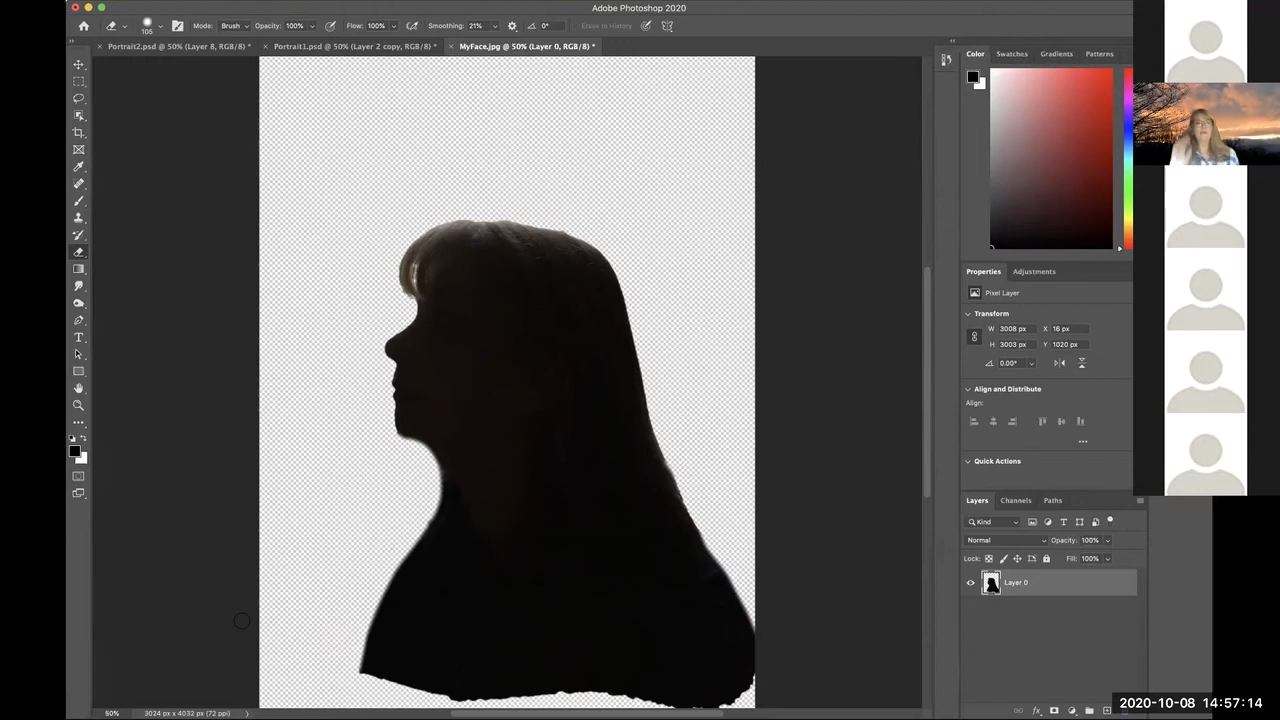 Adobe Photoshop 2020
105
Mode: Brush
Opacity: 100%
Flow: 100%
Smoothing: 21%
0°
Erase to History
× Portrait2.psd @ 50% (Layer 8, RGB/8) *
× Portrait1.psd @ 50% (Layer 2 copy, RGB/8) *
× MyFace.jpg @ 50% (Layer 0, RGB/8) *
Color
Swatches
Gradients
Patterns
Properties
Adjustments
Pixel Layer
Transform
W 3008 px
X 16 px
H 3003 px
Y 1020 px
0.00°
Align and Distribute
Align:
Quick Actions
Layers
Channels
Paths
Kind
Normal
Opacity: 100%
Lock:
Fill: 100%
Layer 0
50%
3024 px x 4032 px (72 ppi)
2020-10-08 14:57:14